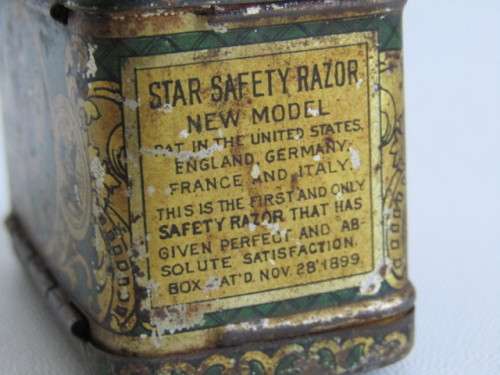 STAR SAFETY RAZOR
NEW MODEL
PAT. IN THE UNITED STATES,
ENGLAND, GERMANY,
FRANCE AND ITALY.
THIS IS THE FIRST AND ONLY
SAFETY RAZOR THAT HAS
GIVEN PERFECT AND AB-
SOLUTE SATISFACTION.
BOX PAT'D. NOV. 28' 1899.